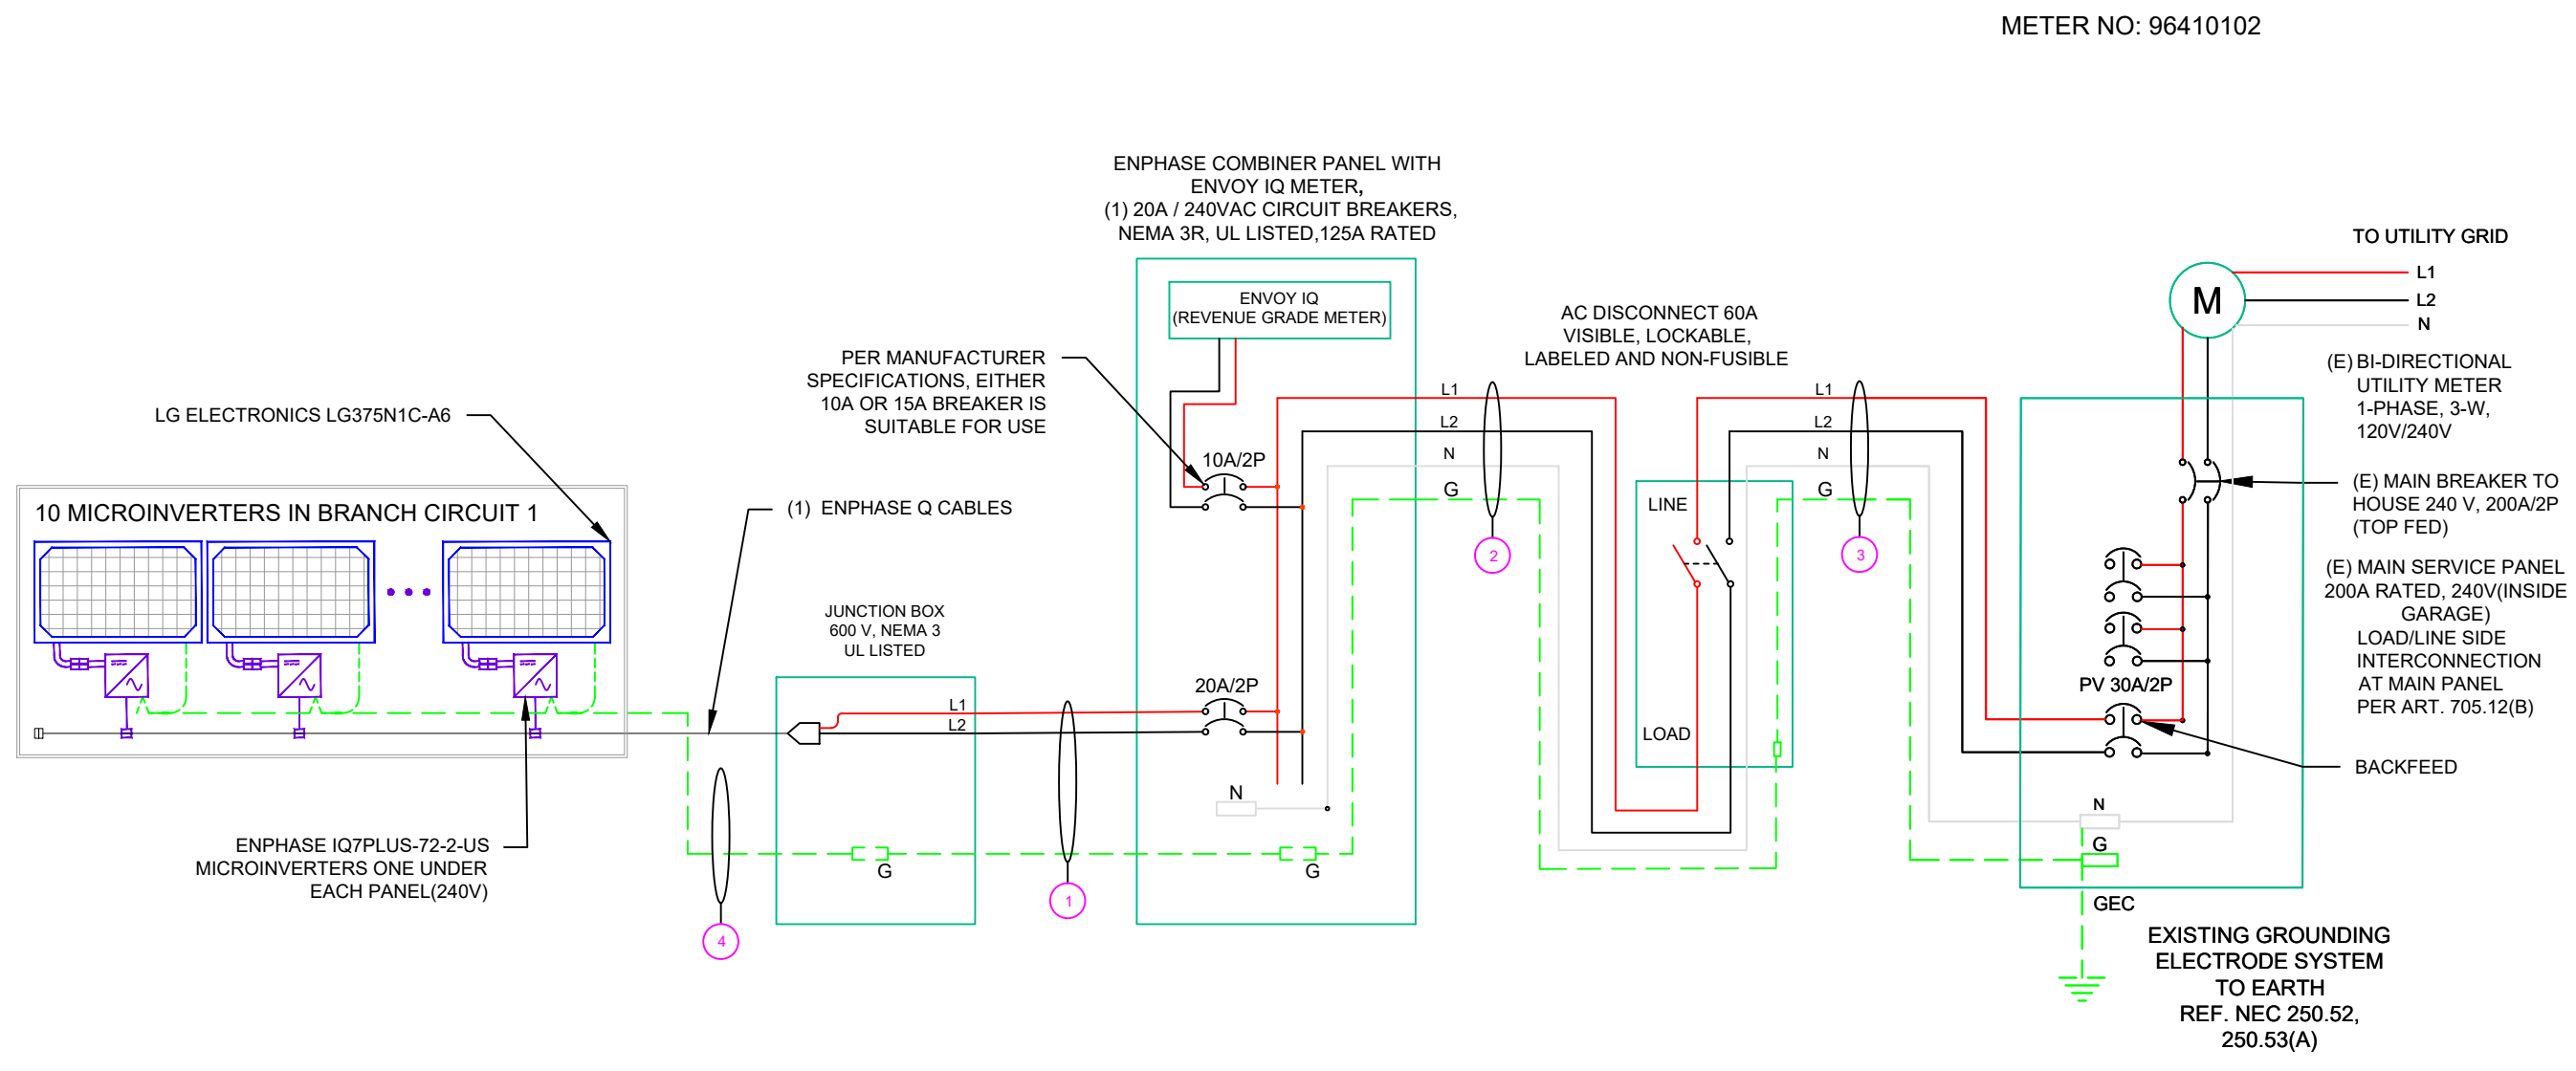 METER NO: 96410102
ENPHASE COMBINER PANEL WITH
ENVOY IQ METER,
(1) 20A / 240VAC CIRCUIT BREAKERS,
NEMA 3R, UL LISTED,125A RATED
ENVOY IQ
(REVENUE GRADE METER)
PER MANUFACTURER
SPECIFICATIONS, EITHER
10A OR 15A BREAKER IS
SUITABLE FOR USE
10A/2P
20A/2P
N
G
LG ELECTRONICS LG375N1C-A6
10 MICROINVERTERS IN BRANCH CIRCUIT 1
(1) ENPHASE Q CABLES
JUNCTION BOX
600 V, NEMA 3
UL LISTED
L1
L2
G
ENPHASE IQ7PLUS-72-2-US
MICROINVERTERS ONE UNDER
EACH PANEL(240V)
4
1
L1
L2
N
G
2
AC DISCONNECT 60A
VISIBLE, LOCKABLE,
LABELED AND NON-FUSIBLE
LINE
LOAD
L1
L2
N
G
3
TO UTILITY GRID
M
L1
L2
N
(E) BI-DIRECTIONAL
UTILITY METER
1-PHASE, 3-W,
120V/240V
(E) MAIN BREAKER TO
HOUSE 240 V, 200A/2P
(TOP FED)
(E) MAIN SERVICE PANEL
200A RATED, 240V(INSIDE
GARAGE)
LOAD/LINE SIDE
INTERCONNECTION
AT MAIN PANEL
PER ART. 705.12(B)
PV 30A/2P
BACKFEED
N
G
GEC
EXISTING GROUNDING
ELECTRODE SYSTEM
TO EARTH
REF. NEC 250.52,
250.53(A)